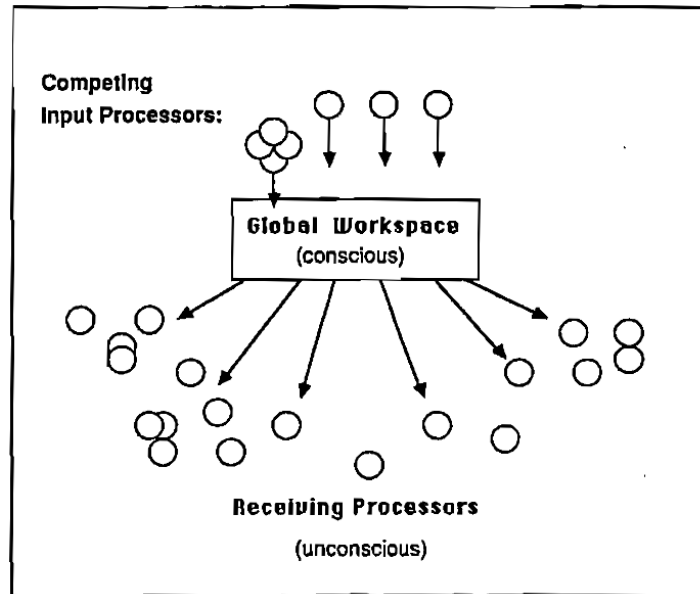 Competing
Input Processors:
Global Workspace
(conscious)
Receiving Processors
(unconscious)